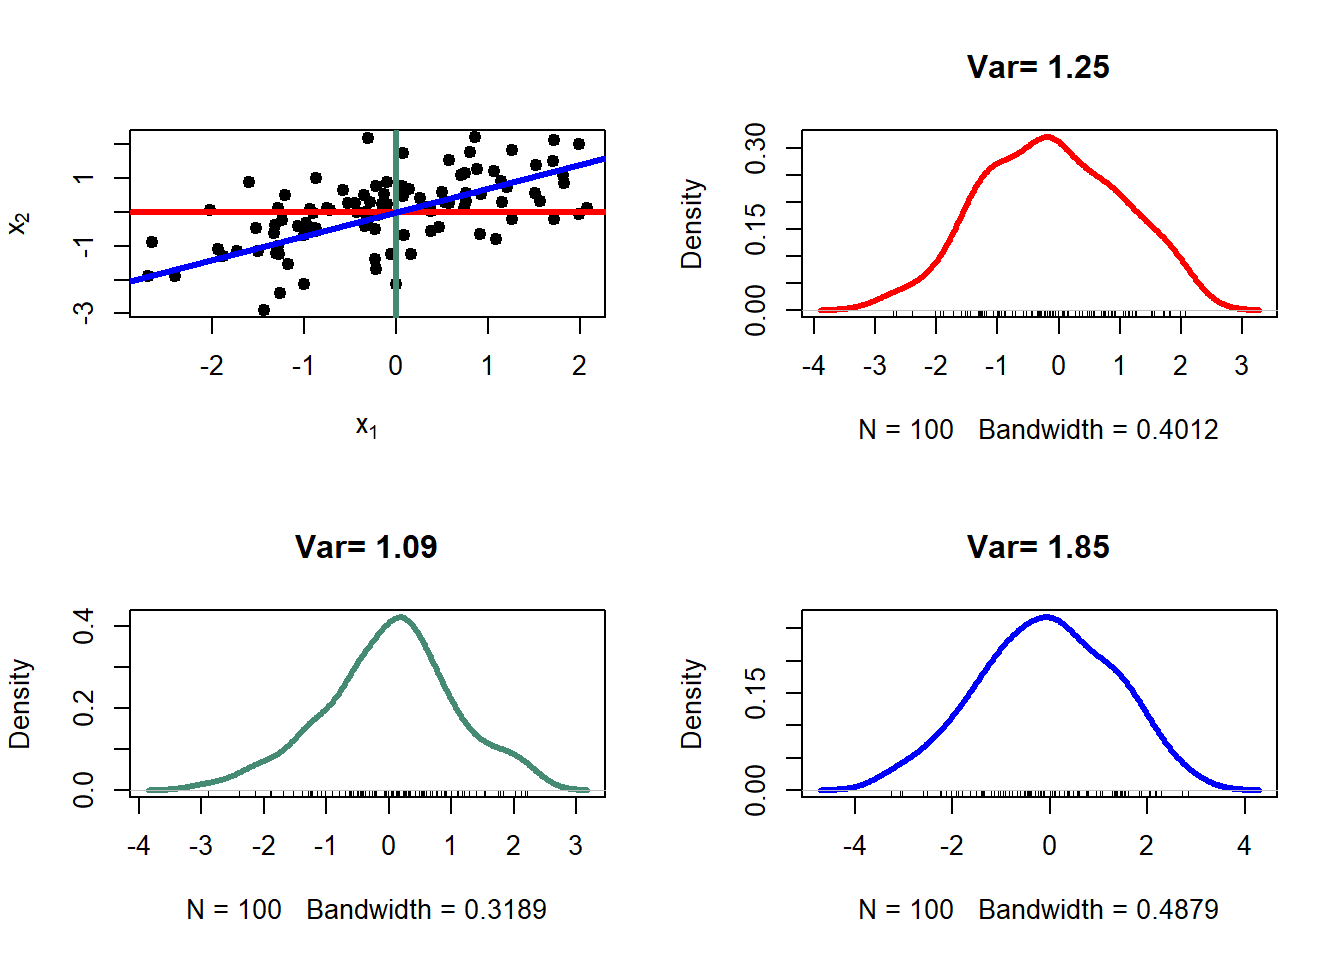 x2
1
-1
-3
-2 -1 0 1 2
x1
Var= 1.25
Density
0.30
0.15
0.00
-4 -3 -2 -1 0 1 2 3
N = 100 Bandwidth = 0.4012
Var= 1.09
Density
0.4
0.2
0.0
-4 -3 -2 -1 0 1 2 3
N = 100 Bandwidth = 0.3189
Var= 1.85
Density
0.15
0.00
-4 -2 0 2 4
N = 100 Bandwidth = 0.4879